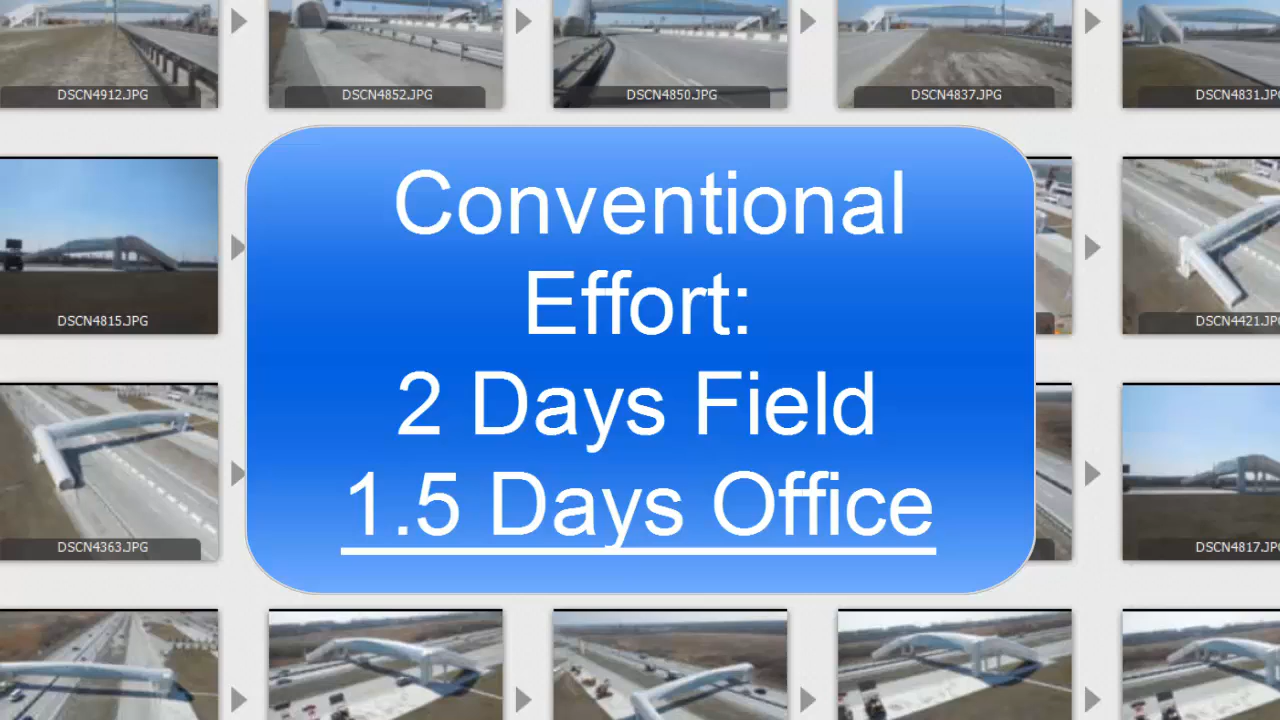 DSCN4912.JPG
DSCN4852.JPG
DSCN4850.JPG
DSCN4837.JPG
DSCN4831.JPG
Conventional
Effort:
2 Days Field
1.5 Days Office
DSCN4815.JPG
DSCN4421.JPG
DSCN4363.JPG
DSCN4817.JPG